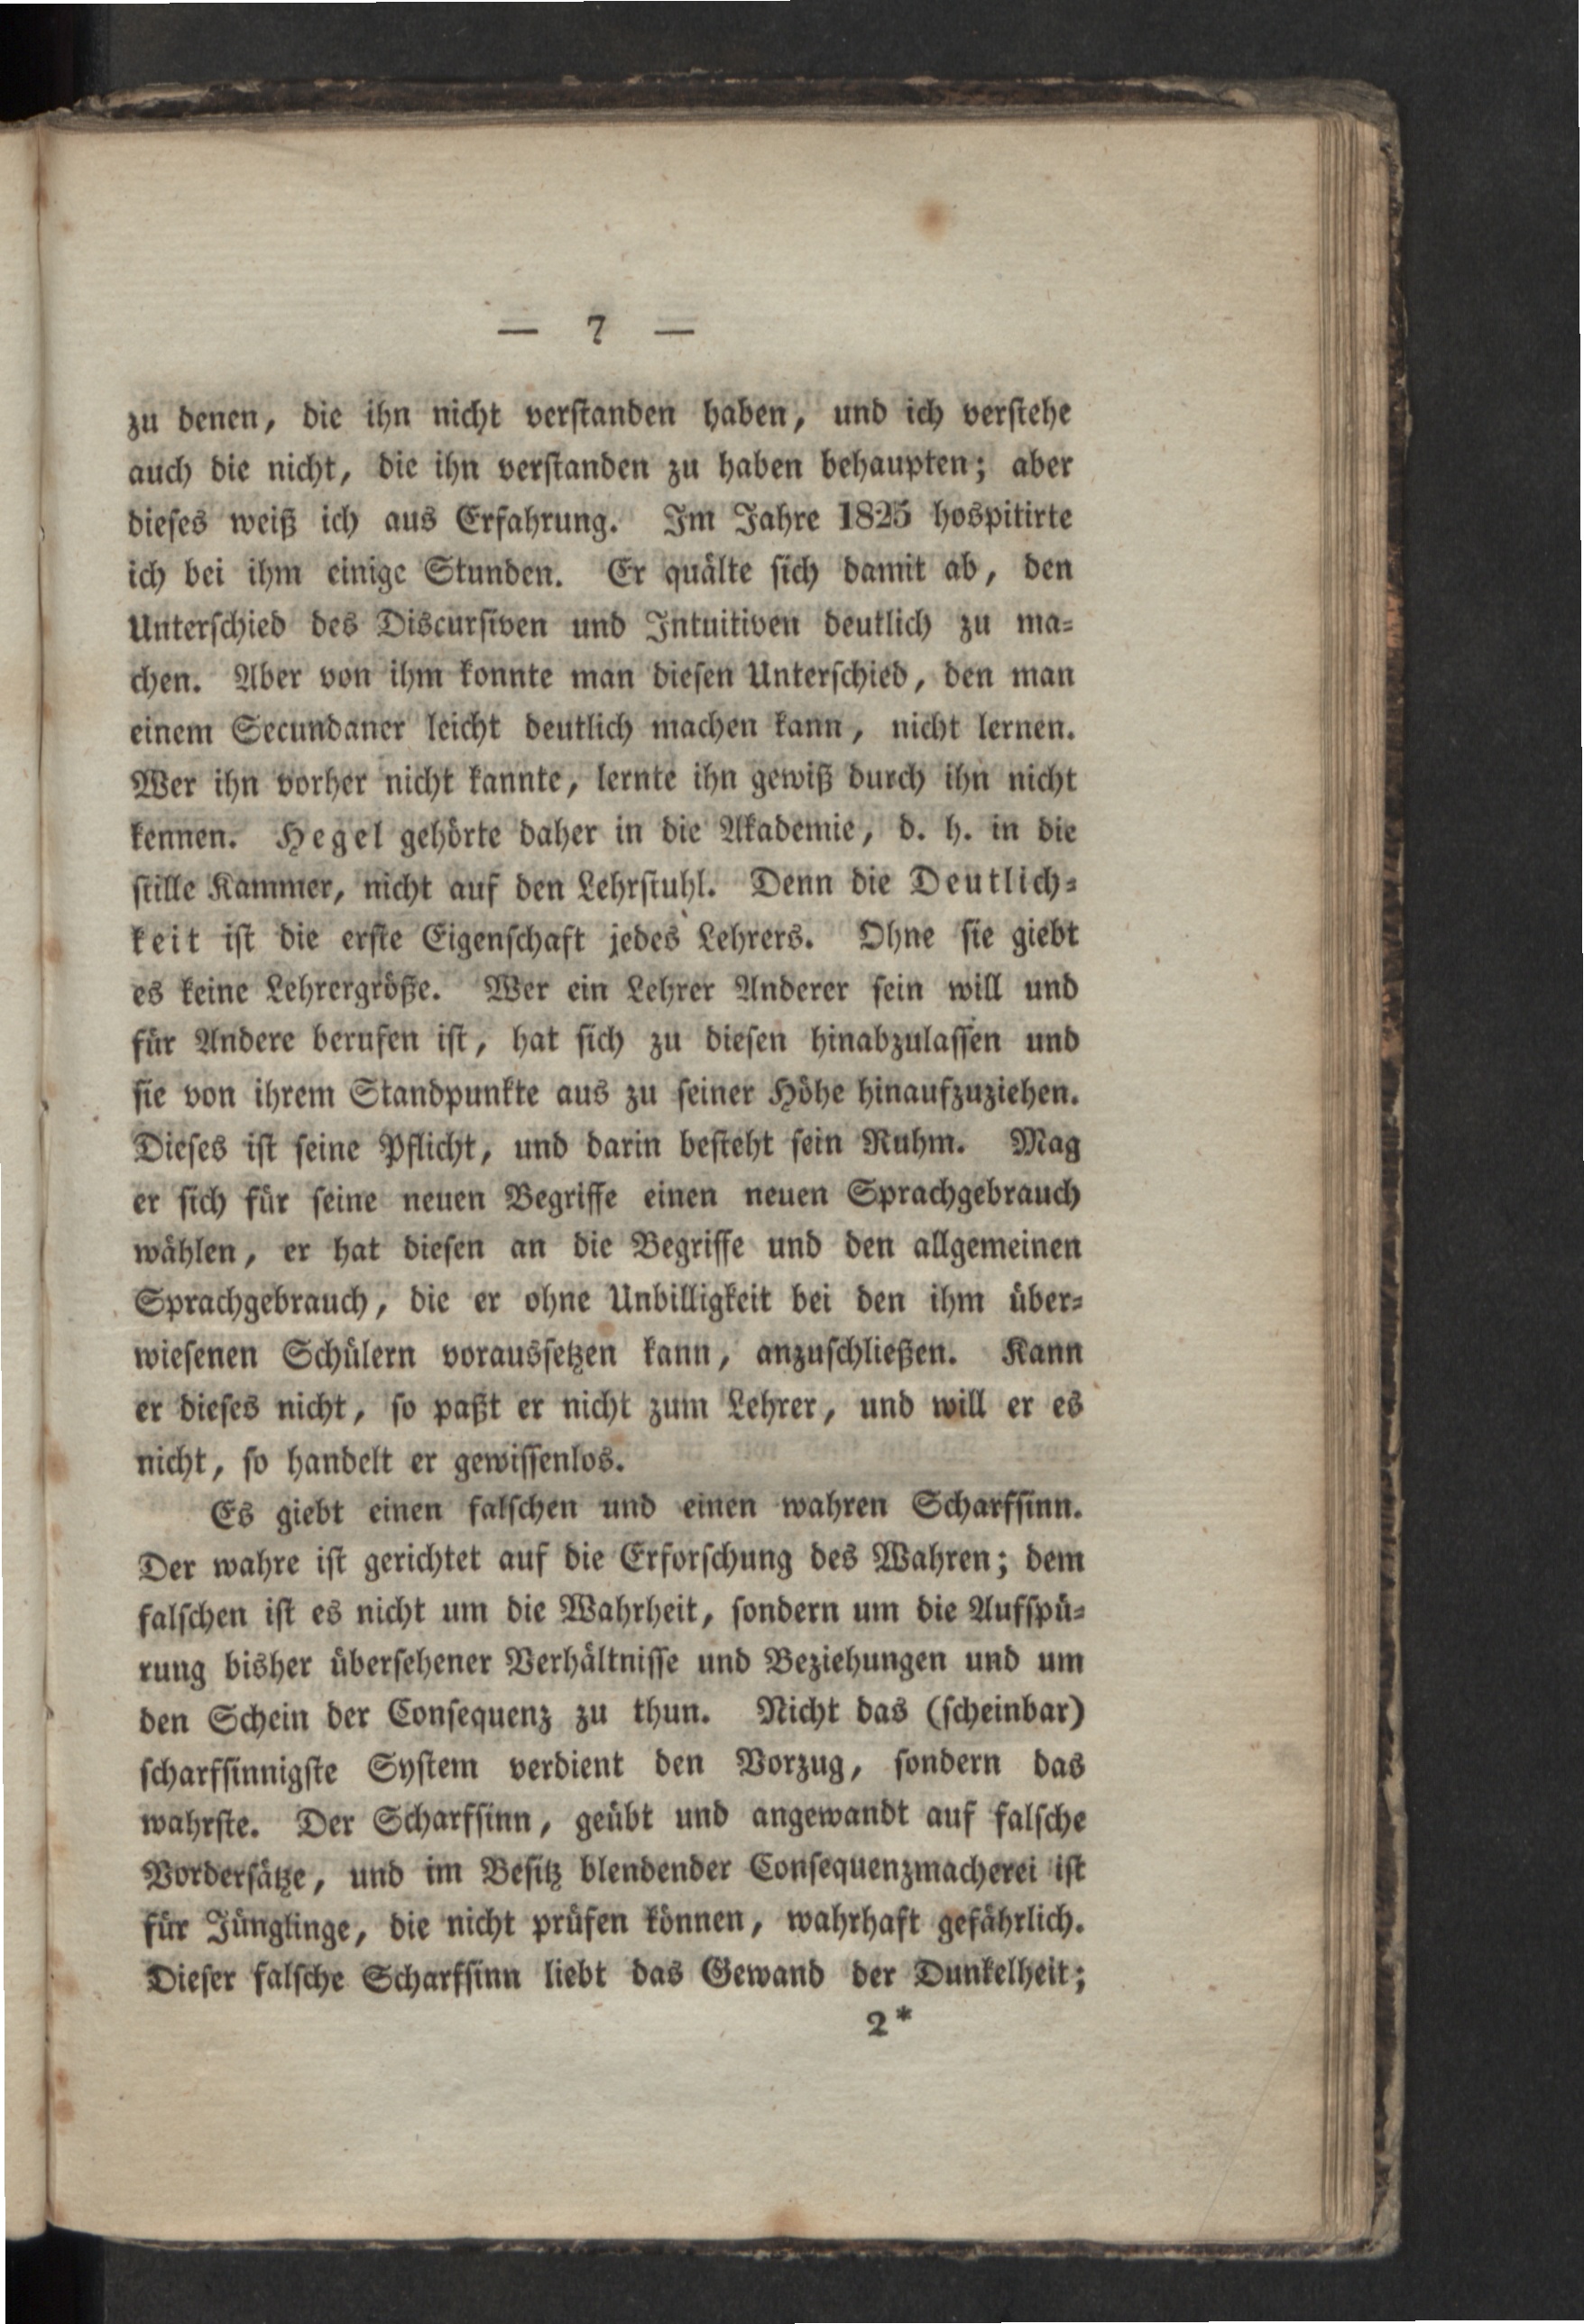 — 7 —
zu denen, die ihn nicht verstanden haben, und ich verstehe
auch die nicht, die ihn verstanden zu haben behaupten; aber
dieses weiß ich aus Erfahrung. Im Jahre 1825 hospitirte
ich bei ihm einige Stunden. Er quälte sich damit ab, den
Unterschied des Discursiven und Intuitiven deutlich zu ma-
chen. Aber von ihm konnte man diesen Unterschied, den man
einem Secundaner leicht deutlich machen kann, nicht lernen.
Wer ihn vorher nicht kannte, lernte ihn gewiß durch ihn nicht
kennen. Hegel gehörte daher in die Akademie, d. h. in die
stille Kammer, nicht auf den Lehrstuhl. Denn die Deutlich-
keit ist die erste Eigenschaft jedes Lehrers. Ohne sie giebt
es keine Lehrergröße. Wer ein Lehrer Anderer sein will und
für Andere berufen ist, hat sich zu diesen hinabzulassen und
sie von ihrem Standpunkte aus zu seiner Höhe hinaufzuziehen.
Dieses ist seine Pflicht, und darin besteht sein Ruhm. Mag
er sich für seine neuen Begriffe einen neuen Sprachgebrauch
wählen, er hat diesen an die Begriffe und den allgemeinen
Sprachgebrauch, die er ohne Unbilligkeit bei den ihm über-
wiesenen Schülern voraussetzen kann, anzuschließen. Kann
er dieses nicht, so paßt er nicht zum Lehrer, und will er es
nicht, so handelt er gewissenlos.
Es giebt einen falschen und einen wahren Scharfsinn.
Der wahre ist gerichtet auf die Erforschung des Wahren; dem
falschen ist es nicht um die Wahrheit, sondern um die Aufspü-
rung bisher übersehener Verhältnisse und Beziehungen und um
den Schein der Consequenz zu thun. Nicht das (scheinbar)
scharfsinnigste System verdient den Vorzug, sondern das
wahrste. Der Scharfsinn, geübt und angewandt auf falsche
Vordersätze, und im Besitz blendender Consequenzmacherei ist
für Jünglinge, die nicht prüfen können, wahrhaft gefährlich.
Dieser falsche Scharfsinn liebt das Gewand der Dunkelheit;
2*